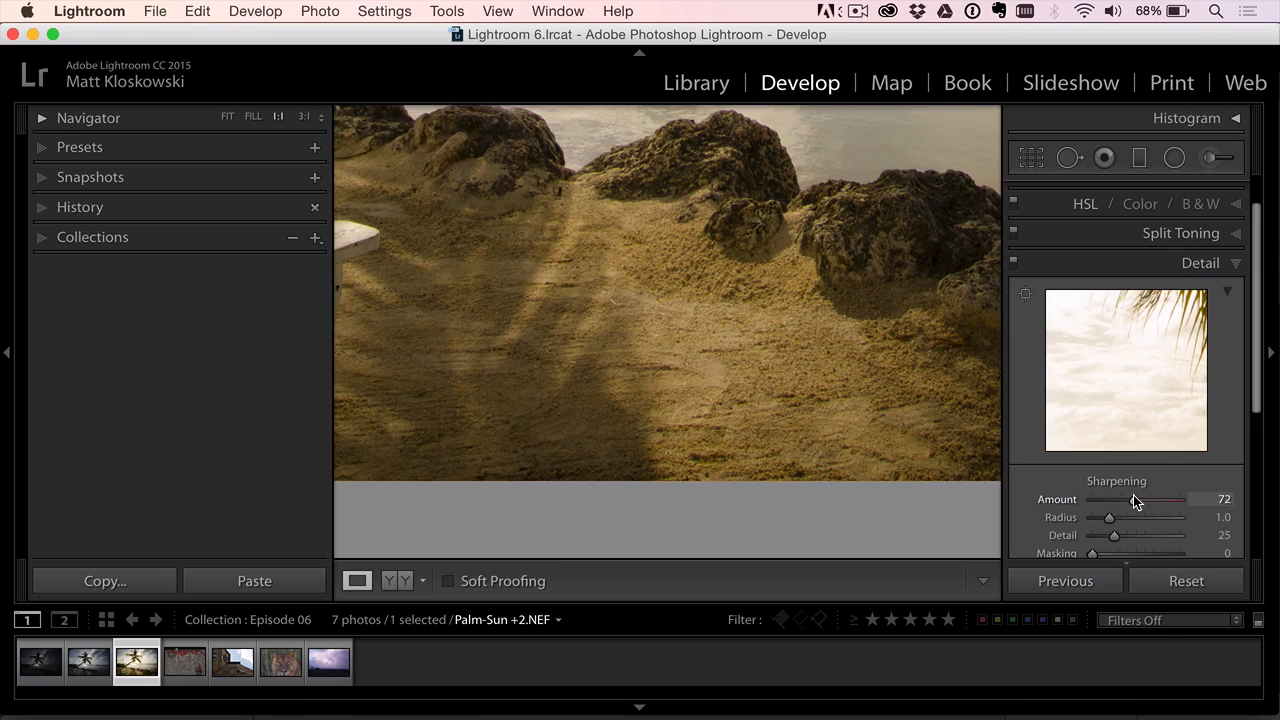 Lightroom File Edit Develop Photo Settings Tools View Window Help 68%
Lightroom 6.lrcat - Adobe Photoshop Lightroom - Develop
Lr Adobe Lightroom CC 2015
Matt Kloskowski
Library | Develop | Map | Book | Slideshow | Print | Web
Navigator FIT FILL 1:1 3:1
Presets
Snapshots
History
Collections
Copy... Paste
Histogram
HSL / Color / B & W
Split Toning
Detail
Sharpening
Amount 72
Radius 1.0
Detail 25
Masking 0
Previous Reset
YY Soft Proofing
1 2 Collection : Episode 06 7 photos /1 selected /Palm-Sun +2.NEF Filter : Filters Off